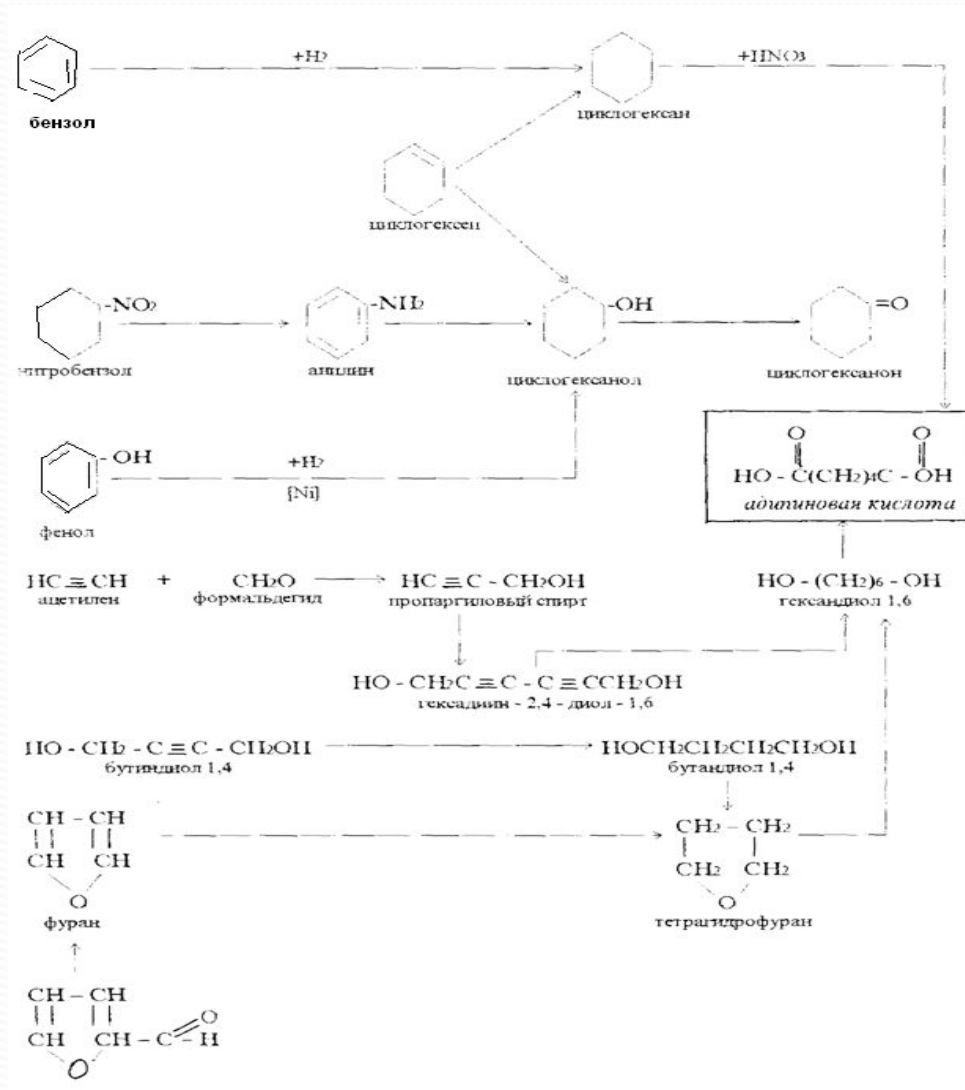 +H2
+HNO3
бензол
циклогексан
циклогексен
-NO2
-NH2
-OH
=O
нитробензол
анилин
циклогексанол
циклогексанон
- OH
+H2
[Ni]
фенол
O O
HO - C(CH2)4C - OH
адипиновая кислота
HC≡CH + CH2O HC≡C - CH2OH HO - (CH2)6 - OH
ацетилен формальдегид пропаргиловый спирт гександиол 1,6
HO - CH2C≡C - C≡CCH2OH
гексадиин - 2,4 - диол - 1,6
HO - CH2 - C≡C - CH2OH HOCH2CH2CH2CH2OH
бутиндиол 1,4 бутандиол 1,4
CH - CH CH2 - CH2
CH CH CH2 CH2
O O
фуран тетрагидрофуран
CH - CH
O
CH CH - C - H
O